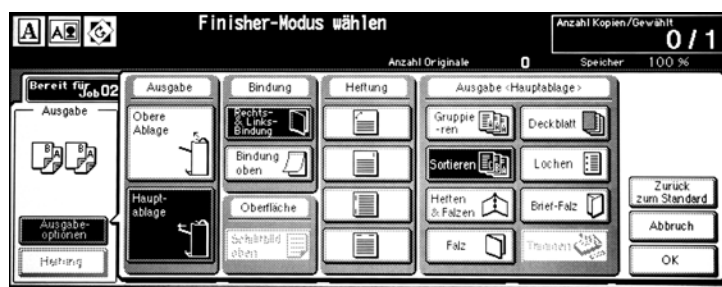 A A
Finisher-Modus wählen
Anzahl Kopien/Gewählt
0 / 1
Anzahl Originale 0 Speicher 100 %
Bereit für Job 02
Ausgabe
B A B A
Ausgabe-
optionen
Heftung
Ausgabe
Obere
Ablage
Haupt-
ablage
Bindung
Rechts-
& Links-
Bindung
Bindung
oben
Oberfläche
Schriftbild
oben
Heftung
Ausgabe <Hauptablage>
Gruppie
-ren
Deckblatt
Sortieren
Lochen
Heften
& Falzen
Brief-Falz
Falz
Trimmen
Zurück
zum Standard
Abbruch
OK